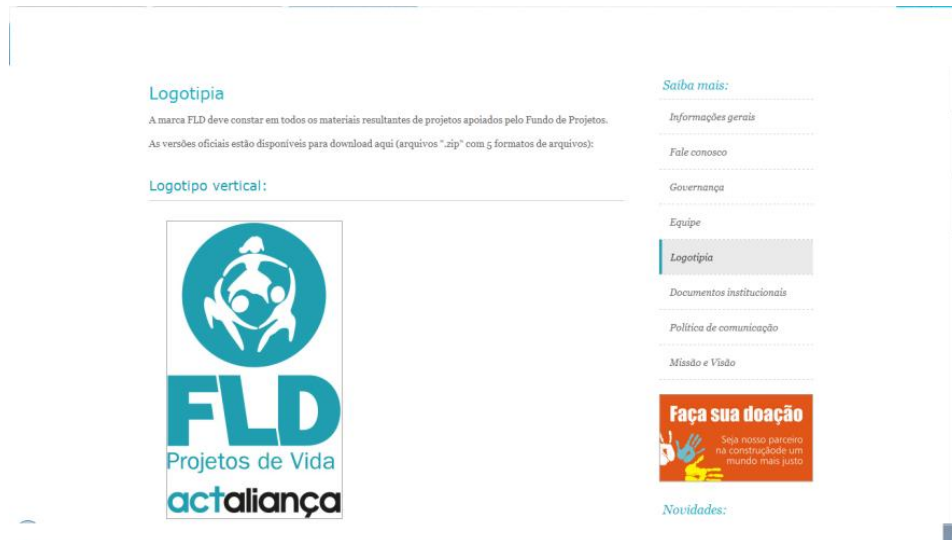 Logotipia
A marca FLD deve constar em todos os materiais resultantes de projetos apoiados pelo Fundo de Projetos.
As versões oficiais estão disponíveis para download aqui (arquivos ".zip" com 5 formatos de arquivos):
Logotipo vertical:
FLD
Projetos de Vida
actaliança
Saiba mais:
Informações gerais
Fale conosco
Governança
Equipe
Logotipia
Documentos institucionais
Política de comunicação
Missão e Visão
Faça sua doação
Seja nosso parceiro
na construçãode um
mundo mais justo
Novidades: